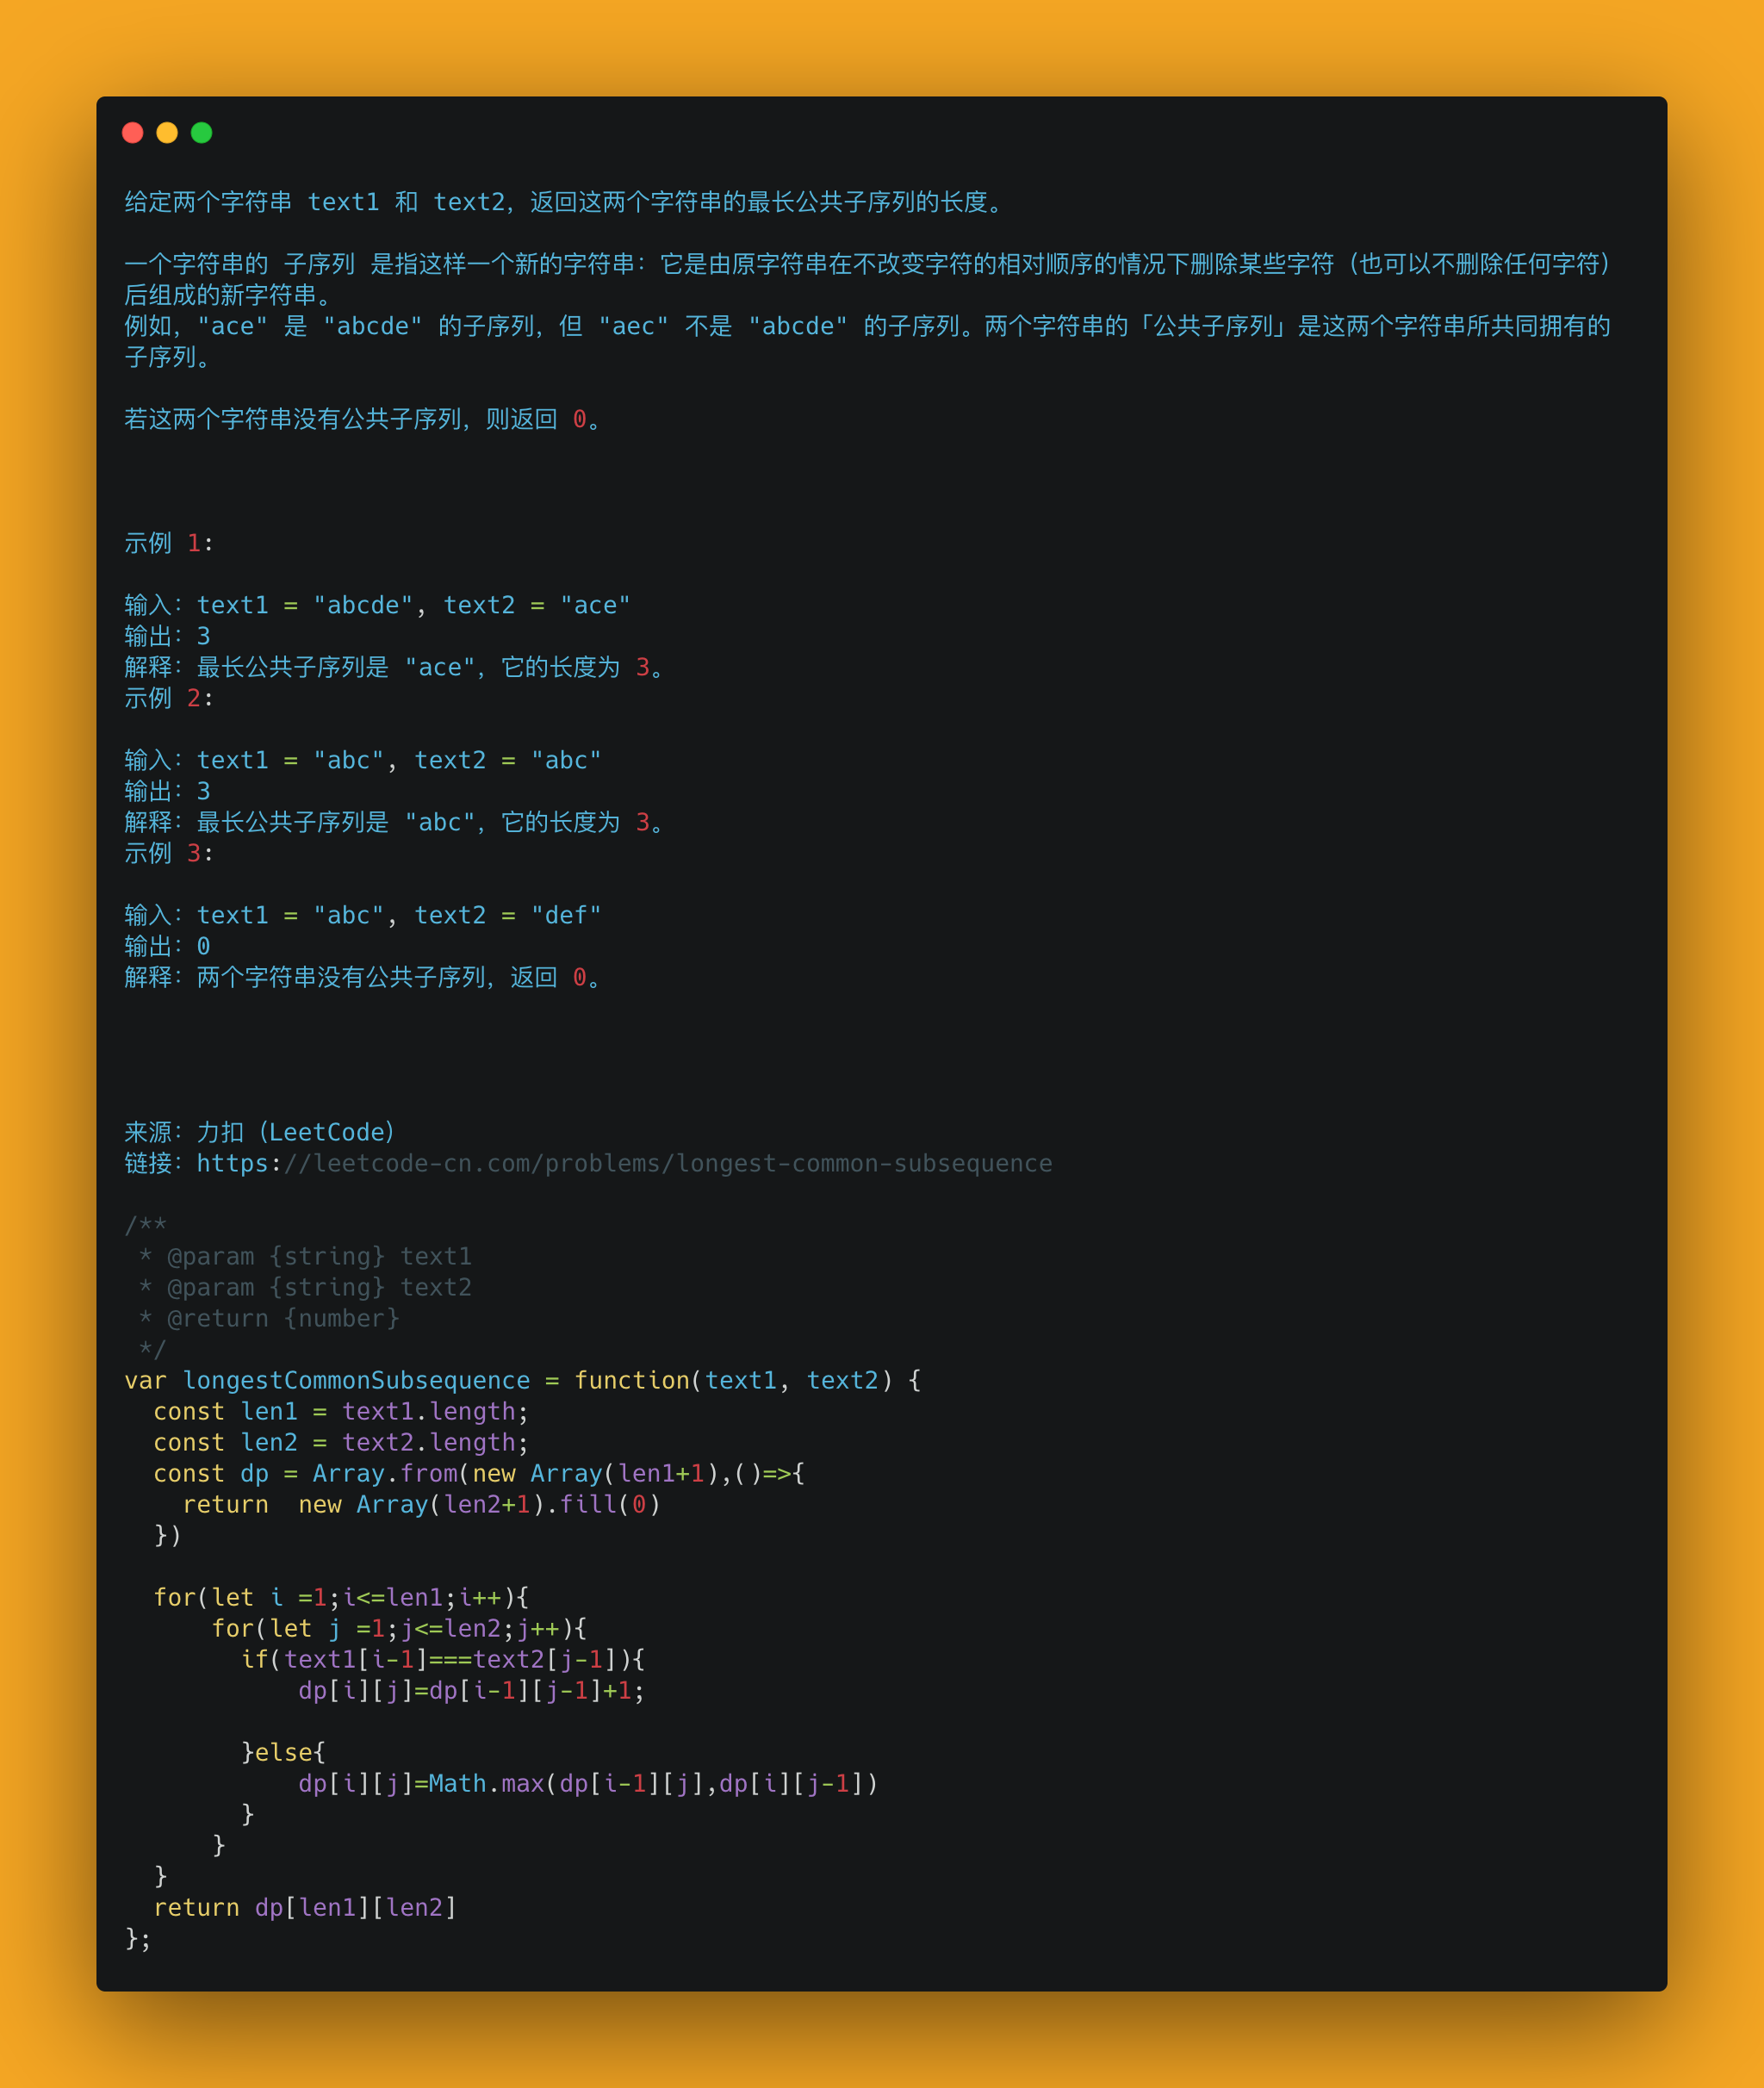 给定两个字符串 text1 和 text2，返回这两个字符串的最长公共子序列的长度。
一个字符串的 子序列 是指这样一个新的字符串：它是由原字符串在不改变字符的相对顺序的情况下删除某些字符（也可以不删除任何字符）
后组成的新字符串。
例如，"ace" 是 "abcde" 的子序列，但 "aec" 不是 "abcde" 的子序列。两个字符串的「公共子序列」是这两个字符串所共同拥有的
子序列。
若这两个字符串没有公共子序列，则返回 0。
示例 1:
输入：text1 = "abcde", text2 = "ace"
输出：3
解释：最长公共子序列是 "ace"，它的长度为 3。
示例 2:
输入：text1 = "abc", text2 = "abc"
输出：3
解释：最长公共子序列是 "abc"，它的长度为 3。
示例 3:
输入：text1 = "abc", text2 = "def"
输出：0
解释：两个字符串没有公共子序列，返回 0。
来源：力扣（LeetCode）
链接：https://leetcode-cn.com/problems/longest-common-subsequence
/**
 * @param {string} text1
 * @param {string} text2
 * @return {number}
 */
var longestCommonSubsequence = function(text1, text2) {
  const len1 = text1.length;
  const len2 = text2.length;
  const dp = Array.from(new Array(len1+1),()=>{
    return  new Array(len2+1).fill(0)
  })
  for(let i =1;i<=len1;i++){
      for(let j =1;j<=len2;j++){
        if(text1[i-1]===text2[j-1]){
            dp[i][j]=dp[i-1][j-1]+1;
        }else{
            dp[i][j]=Math.max(dp[i-1][j],dp[i][j-1])
        }
      }
  }
  return dp[len1][len2]
};